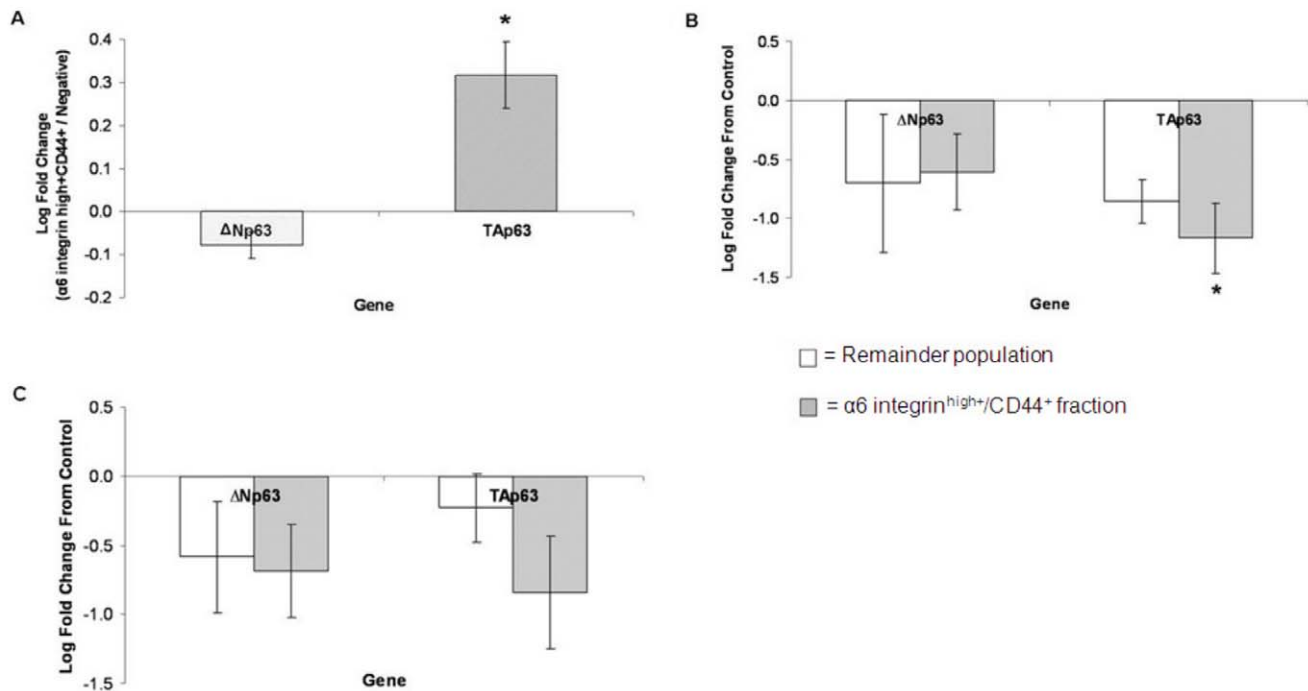 A
*
0.4
0.3
0.2
0.1
0.0
-0.1
-0.2
Log Fold Change
(α6 integrin high+CD44+ / Negative)
ΔNp63
TAp63
Gene
B
0.5
0.0
-0.5
-1.0
-1.5
Log Fold Change From Control
ΔNp63
TAp63
*
Gene
= Remainder population
= α6 integrinhigh+/CD44+ fraction
C
0.5
0.0
-0.5
-1.0
-1.5
Log Fold Change From Control
ΔNp63
TAp63
Gene